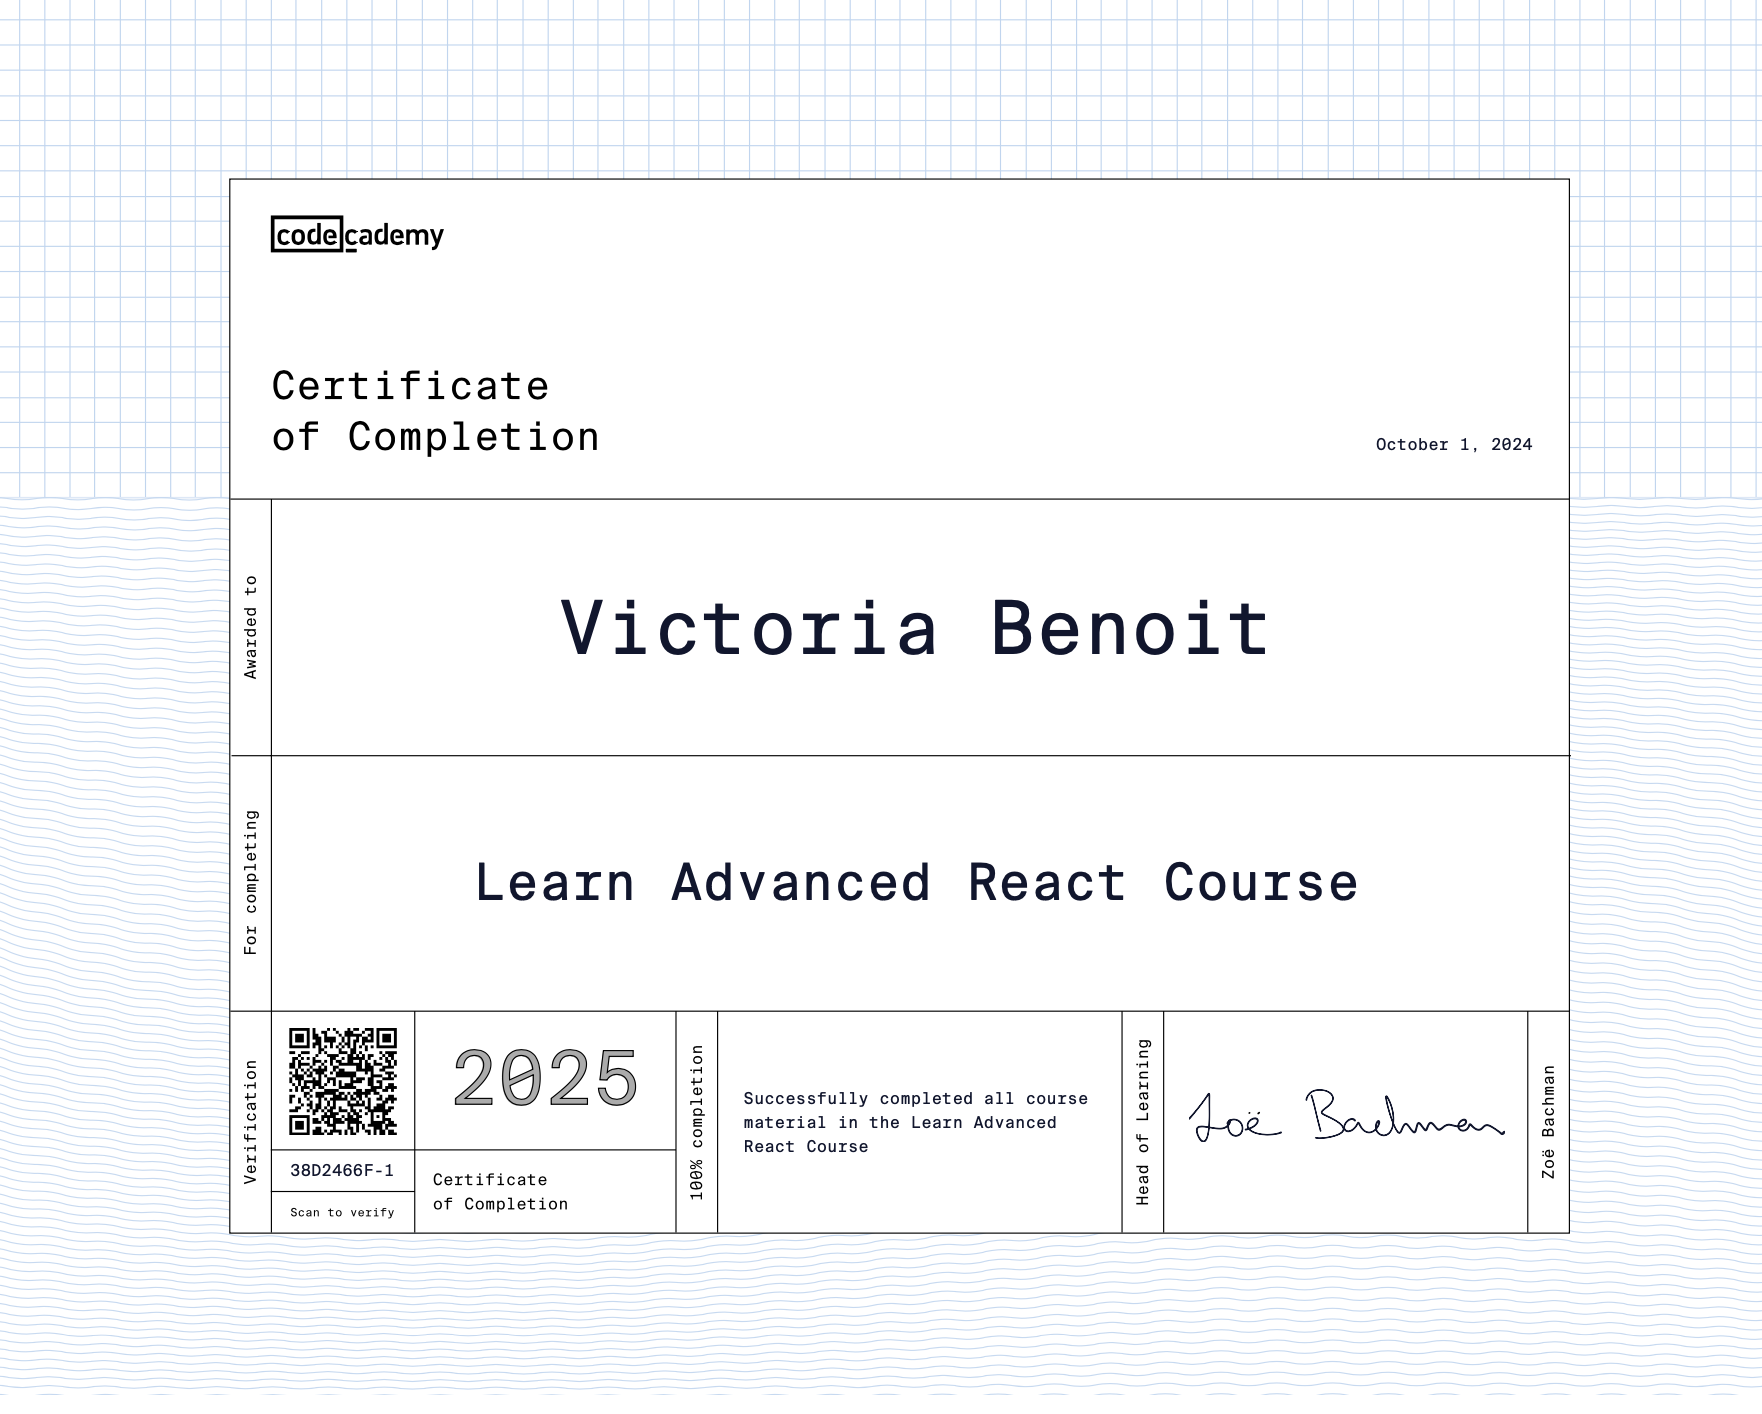 codecademy
Certificate
of Completion
October 1, 2024
Awarded to
Victoria Benoit
For completing
Learn Advanced React Course
Verification
38D2466F-1
Scan to verify
2025
Certificate
of Completion
100% completion
Successfully completed all course
material in the Learn Advanced
React Course
Head of Learning
Zoë Bachman
Zoë Bachman